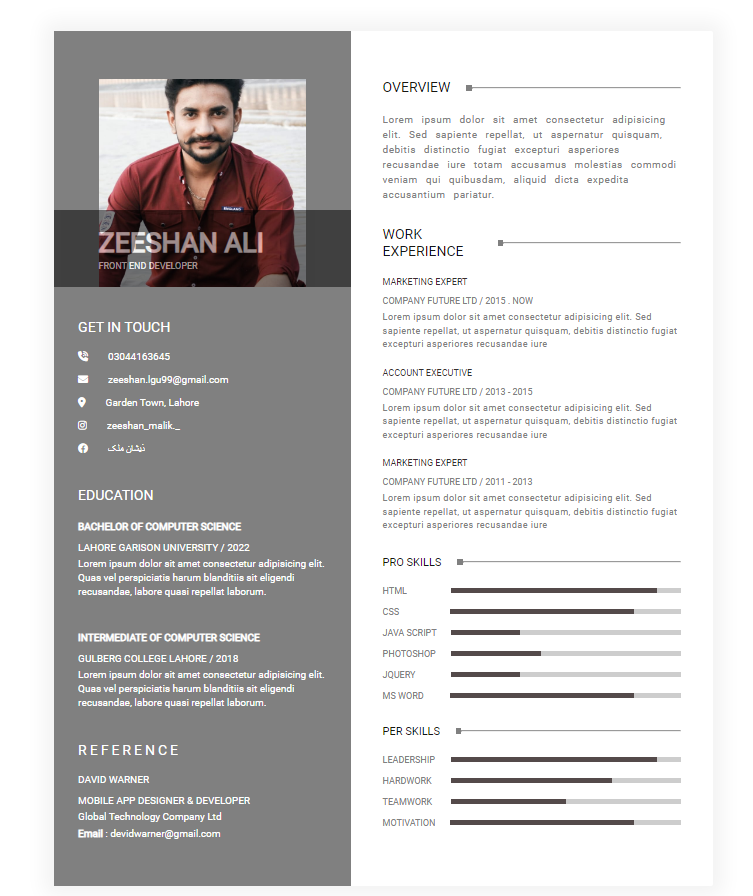 ZEESHAN ALI
FRONT END DEVELOPER
GET IN TOUCH
03044163645
zeeshan.lgu99@gmail.com
Garden Town, Lahore
zeeshan_malik._
ذیشان ملک
EDUCATION
BACHELOR OF COMPUTER SCIENCE
LAHORE GARISON UNIVERSITY / 2022
Lorem ipsum dolor sit amet consectetur adipisicing elit.
Quas vel perspiciatis harum blanditiis sit eligendi
recusandae, labore quasi repellat laborum.
INTERMEDIATE OF COMPUTER SCIENCE
GULBERG COLLEGE LAHORE / 2018
Lorem ipsum dolor sit amet consectetur adipisicing elit.
Quas vel perspiciatis harum blanditiis sit eligendi
recusandae, labore quasi repellat laborum.
REFERENCE
DAVID WARNER
MOBILE APP DESIGNER & DEVELOPER
Global Technology Company Ltd
Email : devidwarner@gmail.com
OVERVIEW
Lorem ipsum dolor sit amet consectetur adipisicing
elit. Sed sapiente repellat, ut aspernatur quisquam,
debitis distinctio fugiat excepturi asperiores
recusandae iure totam accusamus molestias commodi
veniam qui quibusdam, aliquid dicta expedita
accusantium pariatur.
WORK
EXPERIENCE
MARKETING EXPERT
COMPANY FUTURE LTD / 2015 . NOW
Lorem ipsum dolor sit amet consectetur adipisicing elit. Sed
sapiente repellat, ut aspernatur quisquam, debitis distinctio fugiat
excepturi asperiores recusandae iure
ACCOUNT EXECUTIVE
COMPANY FUTURE LTD / 2013 - 2015
Lorem ipsum dolor sit amet consectetur adipisicing elit. Sed
sapiente repellat, ut aspernatur quisquam, debitis distinctio fugiat
excepturi asperiores recusandae iure
MARKETING EXPERT
COMPANY FUTURE LTD / 2011 - 2013
Lorem ipsum dolor sit amet consectetur adipisicing elit. Sed
sapiente repellat, ut aspernatur quisquam, debitis distinctio fugiat
excepturi asperiores recusandae iure
PRO SKILLS
HTML
CSS
JAVA SCRIPT
PHOTOSHOP
JQUERY
MS WORD
PER SKILLS
LEADERSHIP
HARDWORK
TEAMWORK
MOTIVATION